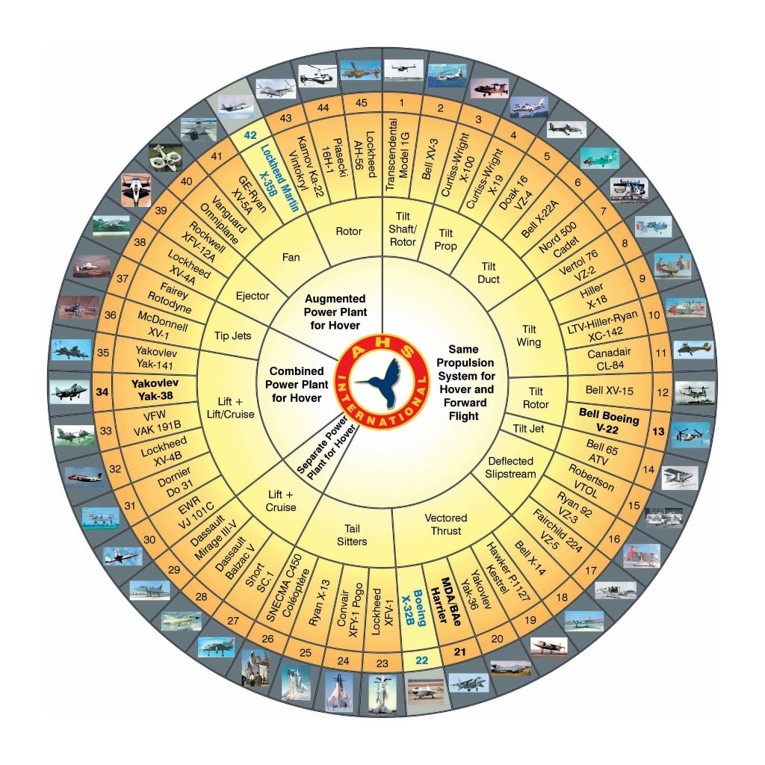 AHS
INTERNATIONAL
Same
Propulsion
System for
Hover and
Forward
Flight
Separate Power
Plant for Hover
Combined
Power Plant
for Hover
Augmented
Power Plant
for Hover
Tilt
Shaft/
Rotor
Tilt
Prop
Tilt
Duct
Tilt
Wing
Tilt
Rotor
Tilt Jet
Deflected
Slipstream
Vectored
Thrust
Tail
Sitters
Lift +
Cruise
Lift +
Lift/Cruise
Tip Jets
Ejector
Fan
Rotor
1
Transcendental
Model 1G
2
Bell XV-3
3
Curtiss-Wright
X-100
4
Curtiss-Wright
X-19
5
Doak 16
VZ-4
6
Bell X-22A
7
Nord 500
Cadet
8
Vertol 76
VZ-2
9
Hiller
X-18
10
LTV-Hiller-Ryan
XC-142
11
Canadair
CL-84
12
Bell XV-15
13
Bell Boeing
V-22
14
Bell 65
ATV
15
Robertson
VTOL
16
Ryan 92
VZ-3
17
Fairchild 224
VZ-5
18
Bell X-14
19
Hawker P.1127
Kestrel
20
Yakovlev
Yak-36
21
MDA/BAe
Harrier
22
Boeing
X-32B
23
Lockheed
XFV-1
24
Convair
XFY-1 Pogo
25
Ryan X-13
26
SNECMA C450
Coléoptère
27
Short
SC.1
28
Dassault
Balzac V
29
Dassault
Mirage III-V
30
EWR
VJ 101C
31
Dornier
Do 31
32
Lockheed
XV-4B
33
VFW
VAK 191B
34
Yakovlev
Yak-38
35
Yakovlev
Yak-141
36
McDonnell
XV-1
37
Fairey
Rotodyne
38
Lockheed
XV-4A
39
Rockwell
XFV-12A
40
Vanguard
Omniplane
41
GE-Ryan
XV-5A
42
Lockheed Martin
X-35B
43
Kamov Ka-22
Vintokryl
44
Piasecki
16H-1
45
Lockheed
AH-56